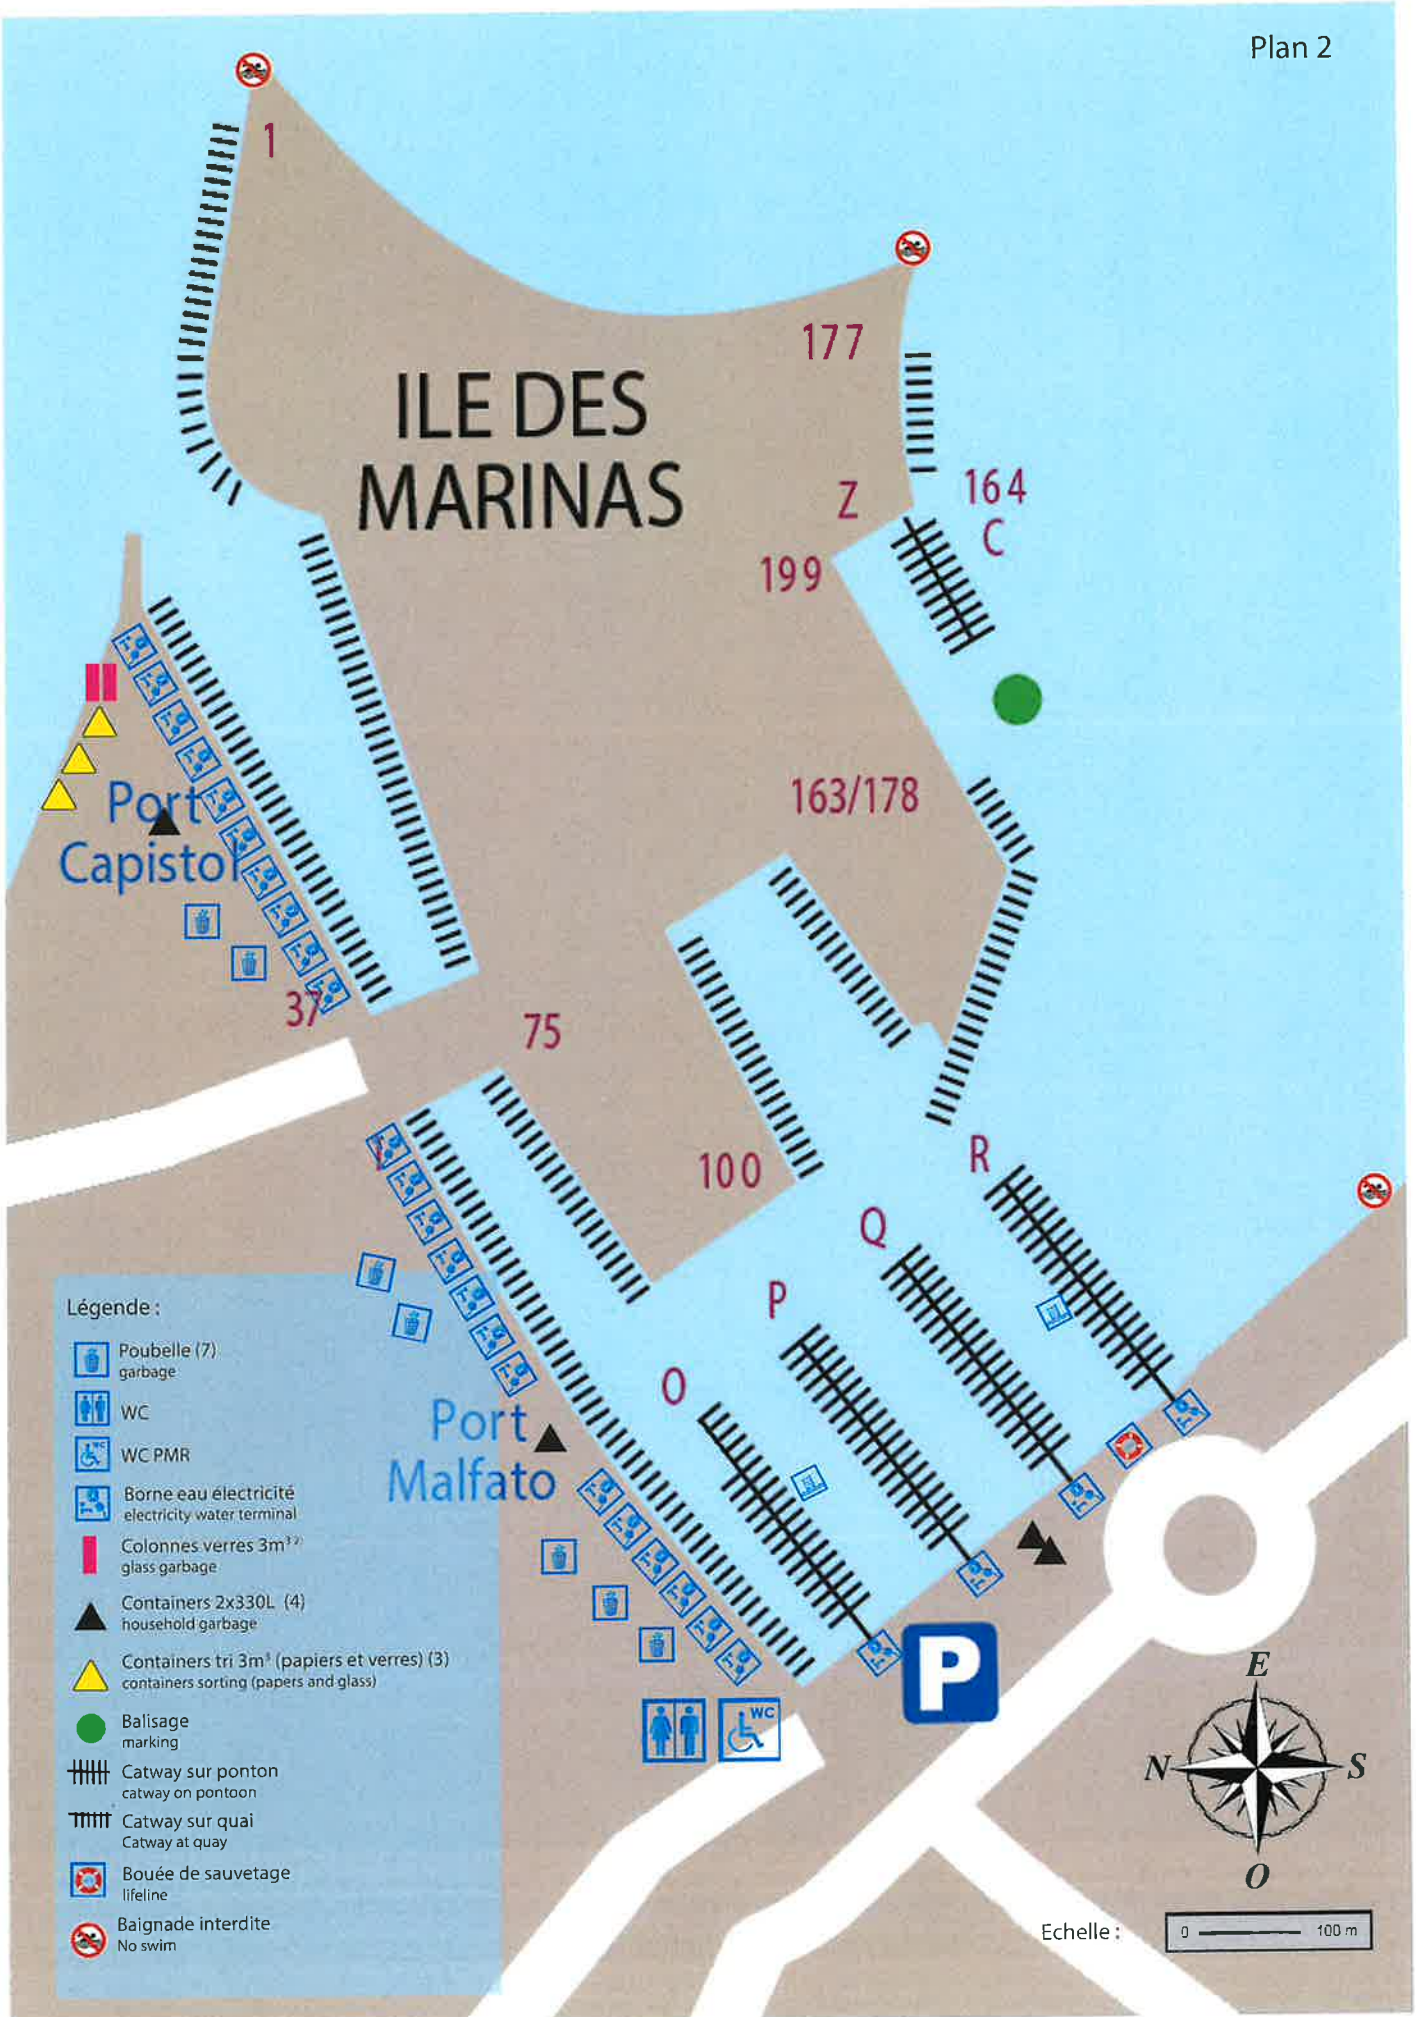 Plan 2
1
177
ILE DES
MARINAS
Z
164
C
199
163/178
Port
Capistol
37
75
100
R
Q
P
O
1
Port
Malfato
Légende :
Poubelle (7)
garbage
WC
WC PMR
Borne eau électricité
electricity water terminal
Colonnes verres 3m³ ²⁾
glass garbage
Containers 2x330L (4)
household garbage
Containers tri 3m³ (papiers et verres) (3)
containers sorting (papers and glass)
Balisage
marking
Catway sur ponton
catway on pontoon
Catway sur quai
Catway at quay
Bouée de sauvetage
lifeline
Baignade interdite
No swim
WC
P
E
N
S
O
Echelle :
0
100 m